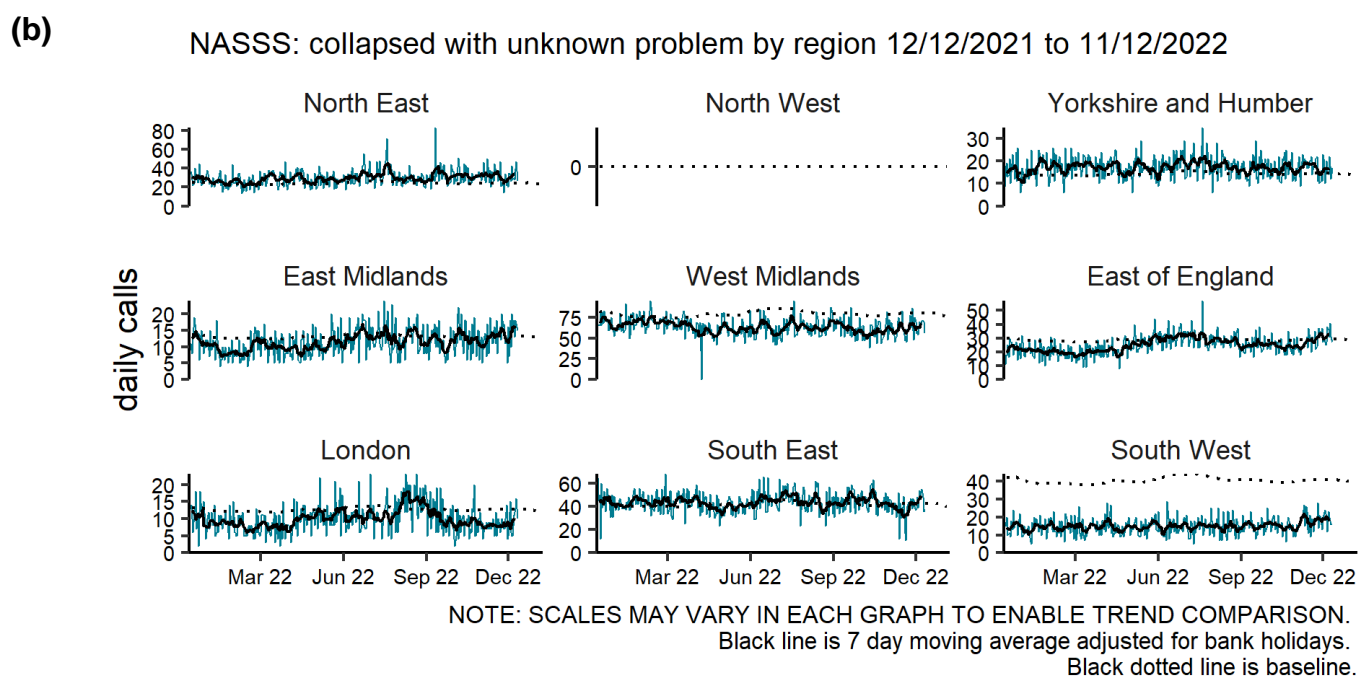 (b)
NASSS: collapsed with unknown problem by region 12/12/2021 to 11/12/2022
daily calls
North East
80
60
40
20
0
North West
0
Yorkshire and Humber
30
20
10
0
East Midlands
20
15
10
5
0
West Midlands
75
50
25
0
East of England
50
40
30
20
10
0
London
20
15
10
5
0
Mar 22 Jun 22 Sep 22 Dec 22
South East
60
40
20
0
Mar 22 Jun 22 Sep 22 Dec 22
South West
40
30
20
10
0
Mar 22 Jun 22 Sep 22 Dec 22
NOTE: SCALES MAY VARY IN EACH GRAPH TO ENABLE TREND COMPARISON.
Black line is 7 day moving average adjusted for bank holidays.
Black dotted line is baseline.